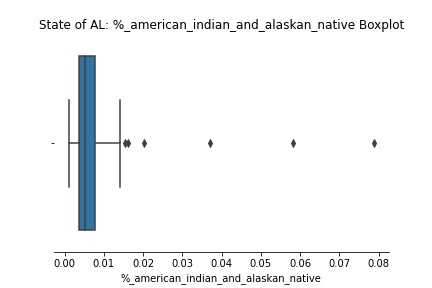 State of AL: %_american_indian_and_alaskan_native Boxplot
-
0.00 0.01 0.02 0.03 0.04 0.05 0.06 0.07 0.08
%_american_indian_and_alaskan_native